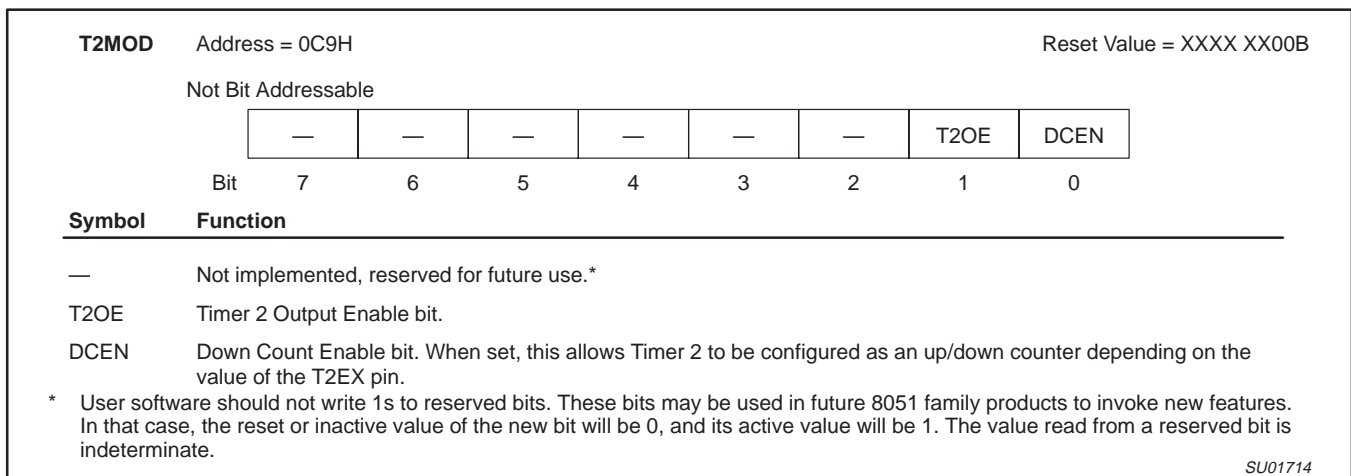 T2MOD Address = 0C9H Reset Value = XXXX XX00B
Not Bit Addressable
— — — — — — T2OE DCEN
Bit 7 6 5 4 3 2 1 0
Symbol Function
— Not implemented, reserved for future use.*
T2OE Timer 2 Output Enable bit.
DCEN Down Count Enable bit. When set, this allows Timer 2 to be configured as an up/down counter depending on the
value of the T2EX pin.
* User software should not write 1s to reserved bits. These bits may be used in future 8051 family products to invoke new features.
In that case, the reset or inactive value of the new bit will be 0, and its active value will be 1. The value read from a reserved bit is
indeterminate.
SU01714